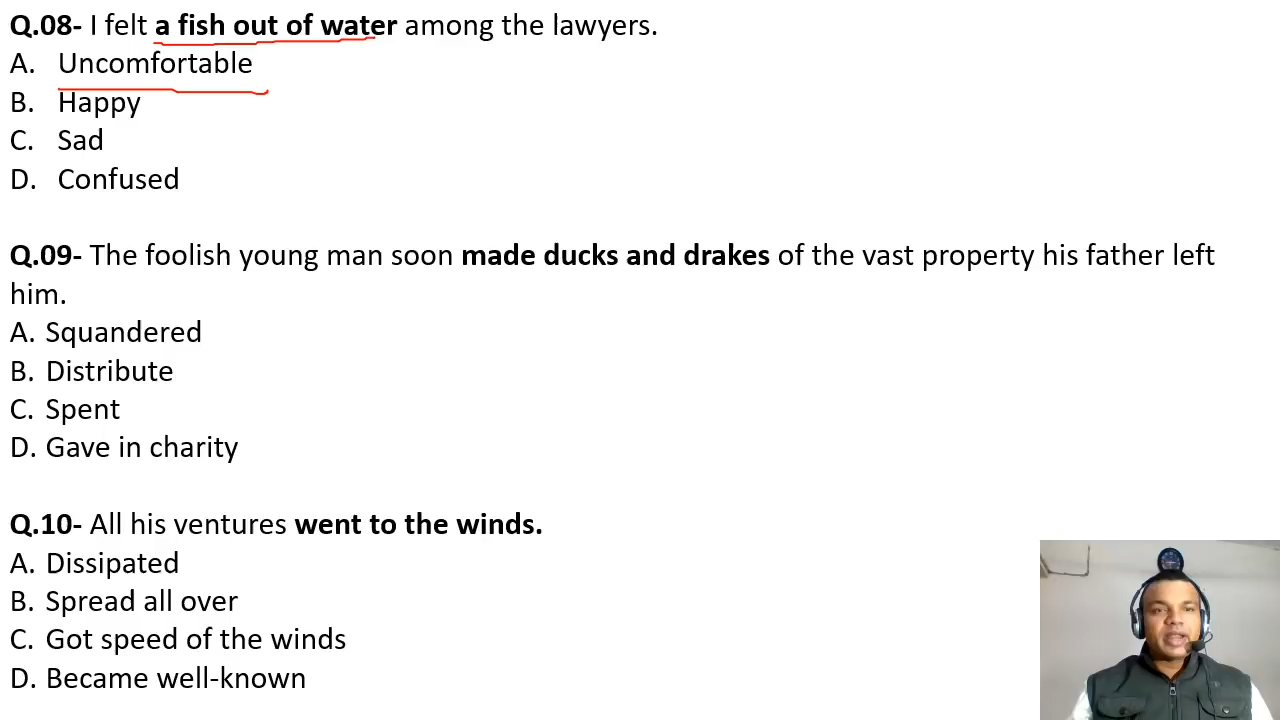 Q.08- I felt a fish out of water among the lawyers.
A. Uncomfortable
B. Happy
C. Sad
D. Confused
Q.09- The foolish young man soon made ducks and drakes of the vast property his father left
him.
A. Squandered
B. Distribute
C. Spent
D. Gave in charity
Q.10- All his ventures went to the winds.
A. Dissipated
B. Spread all over
C. Got speed of the winds
D. Became well-known